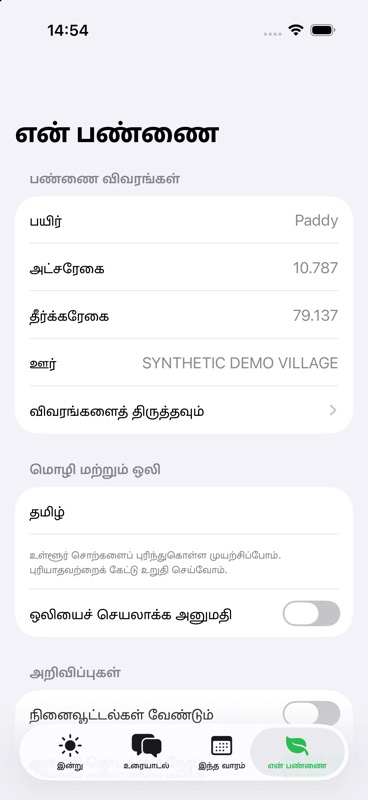 14:54
என் பண்ணை
பண்ணை விவரங்கள்
பயிர் Paddy
அட்சரேகை 10.787
தீர்க்கரேகை 79.137
ஊர் SYNTHETIC DEMO VILLAGE
விவரங்களைத் திருத்தவும்
மொழி மற்றும் ஒலி
தமிழ்
உள்ளூர் சொற்களைப் புரிந்துகொள்ள முயற்சிப்போம்.
புரியாதவற்றைக் கேட்டு உறுதி செய்வோம்.
ஒலியைச் செயலாக்க அனுமதி
அறிவிப்புகள்
நினைவூட்டல்கள் வேண்டும்
இன்று உரையாடல் இந்த வாரம் என் பண்ணை